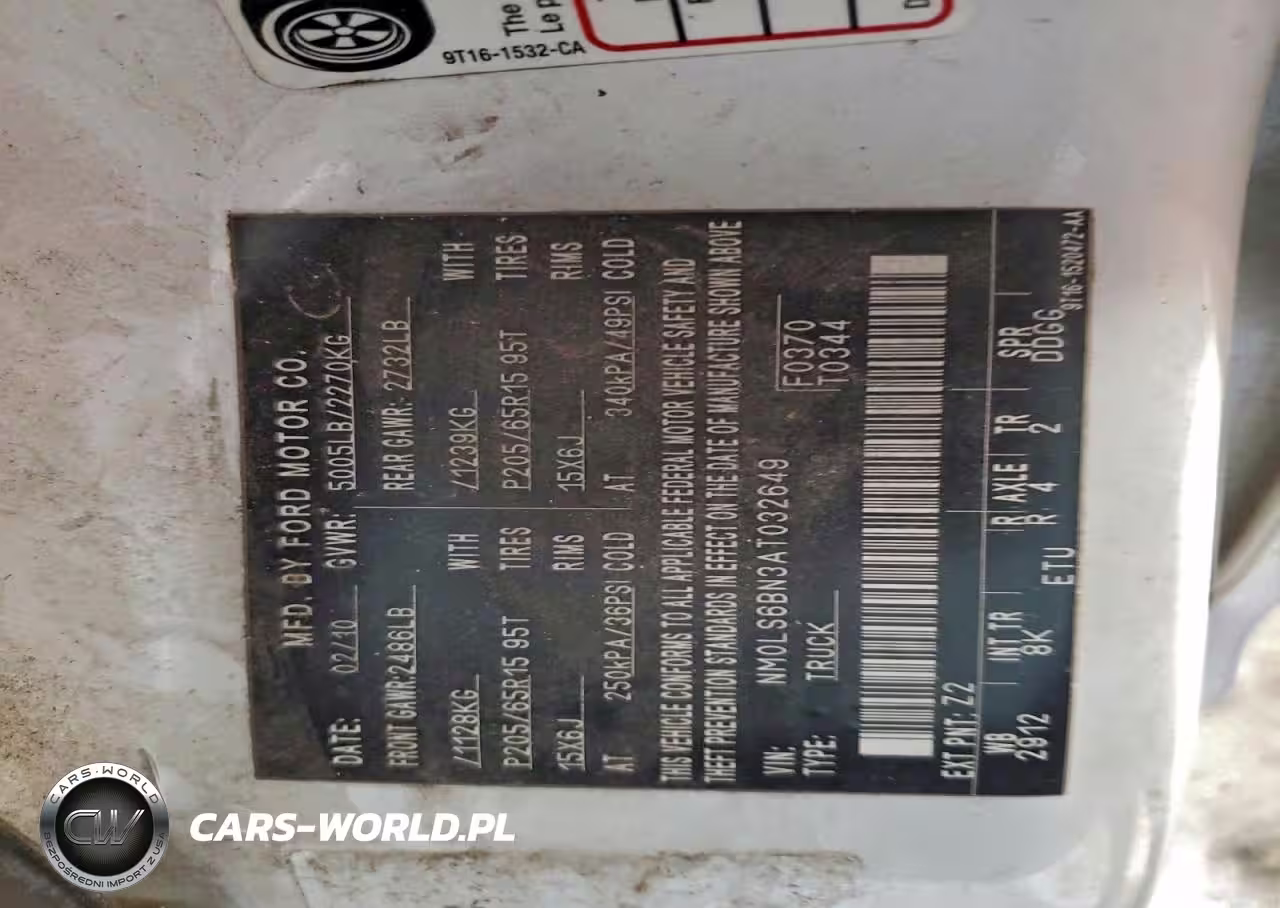 The
Le p
9T16-1532-CA
MFD. BY FORD MOTOR CO.
DATE: 02/10 GVWR: 5005LB/2270KG
FRONT GAWR:2486LB REAR GAWR: 2732LB
/1128KG WITH /1239KG WITH
P205/65R15 95T TIRES P205/65R15 95T TIRES
15X6J RIMS 15X6J RIMS
AT 250kPA/36PSI COLD AT 340kPA/49PSI COLD
THIS VEHICLE CONFORMS TO ALL APPLICABLE FEDERAL MOTOR VEHICLE SAFETY AND
THEFT PREVENTION STANDARDS IN EFFECT ON THE DATE OF MANUFACTURE SHOWN ABOVE
VIN: NM0LS6BN3AT032649 F0370
TYPE: TRUCK T0344
EXT PNT: Z2
WB INT TR R AXLE TR SPR
2912 8K R 4 2 DDGG
ETU
9T16-1520472-AA
CARS-WORLD
CW
BEZPOŚREDNI IMPORT Z USA
CARS-WORLD.PL